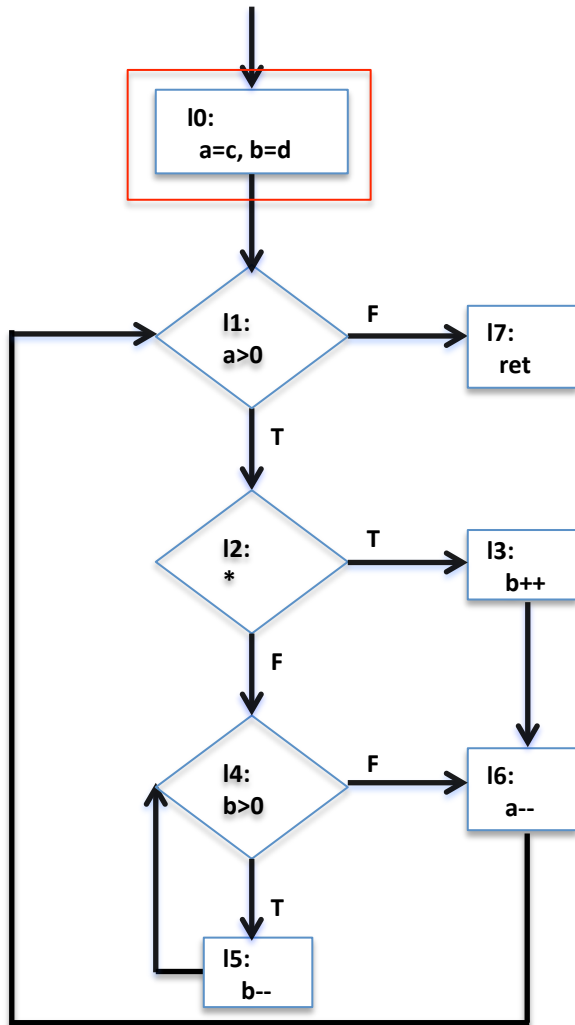 l0:
a=c, b=d
l1:
a>0
F
l7:
ret
T
l2:
*
T
l3:
b++
F
l4:
b>0
F
l6:
a--
T
l5:
b--